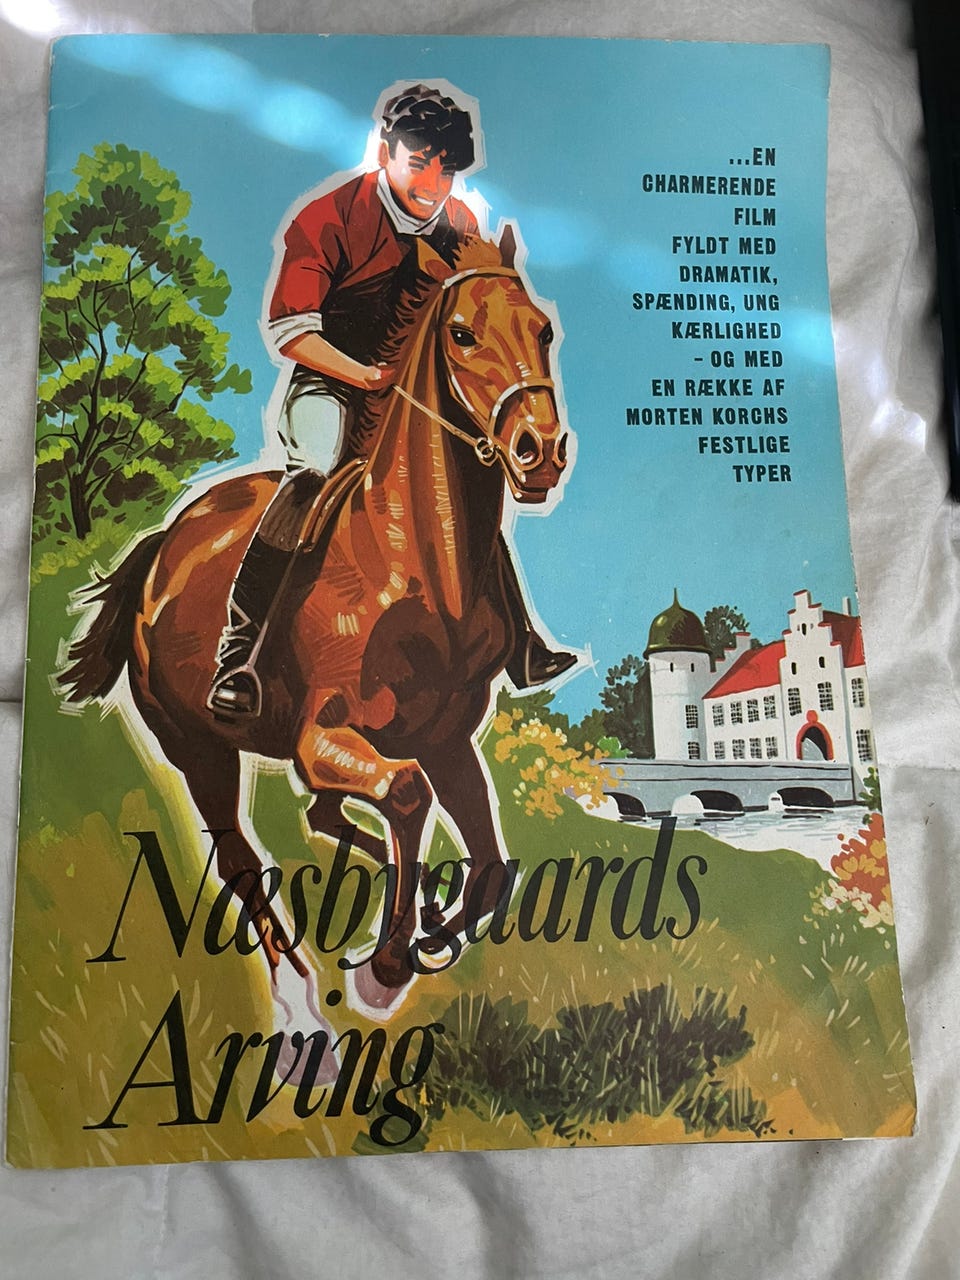 ...EN
CHARMERENDE
FILM
FYLDT MED
DRAMATIK,
SPÆNDING, UNG
KÆRLIGHED
- OG MED
EN RÆKKE AF
MORTEN KORCHS
FESTLIGE
TYPER
Næsbygaards
Arving